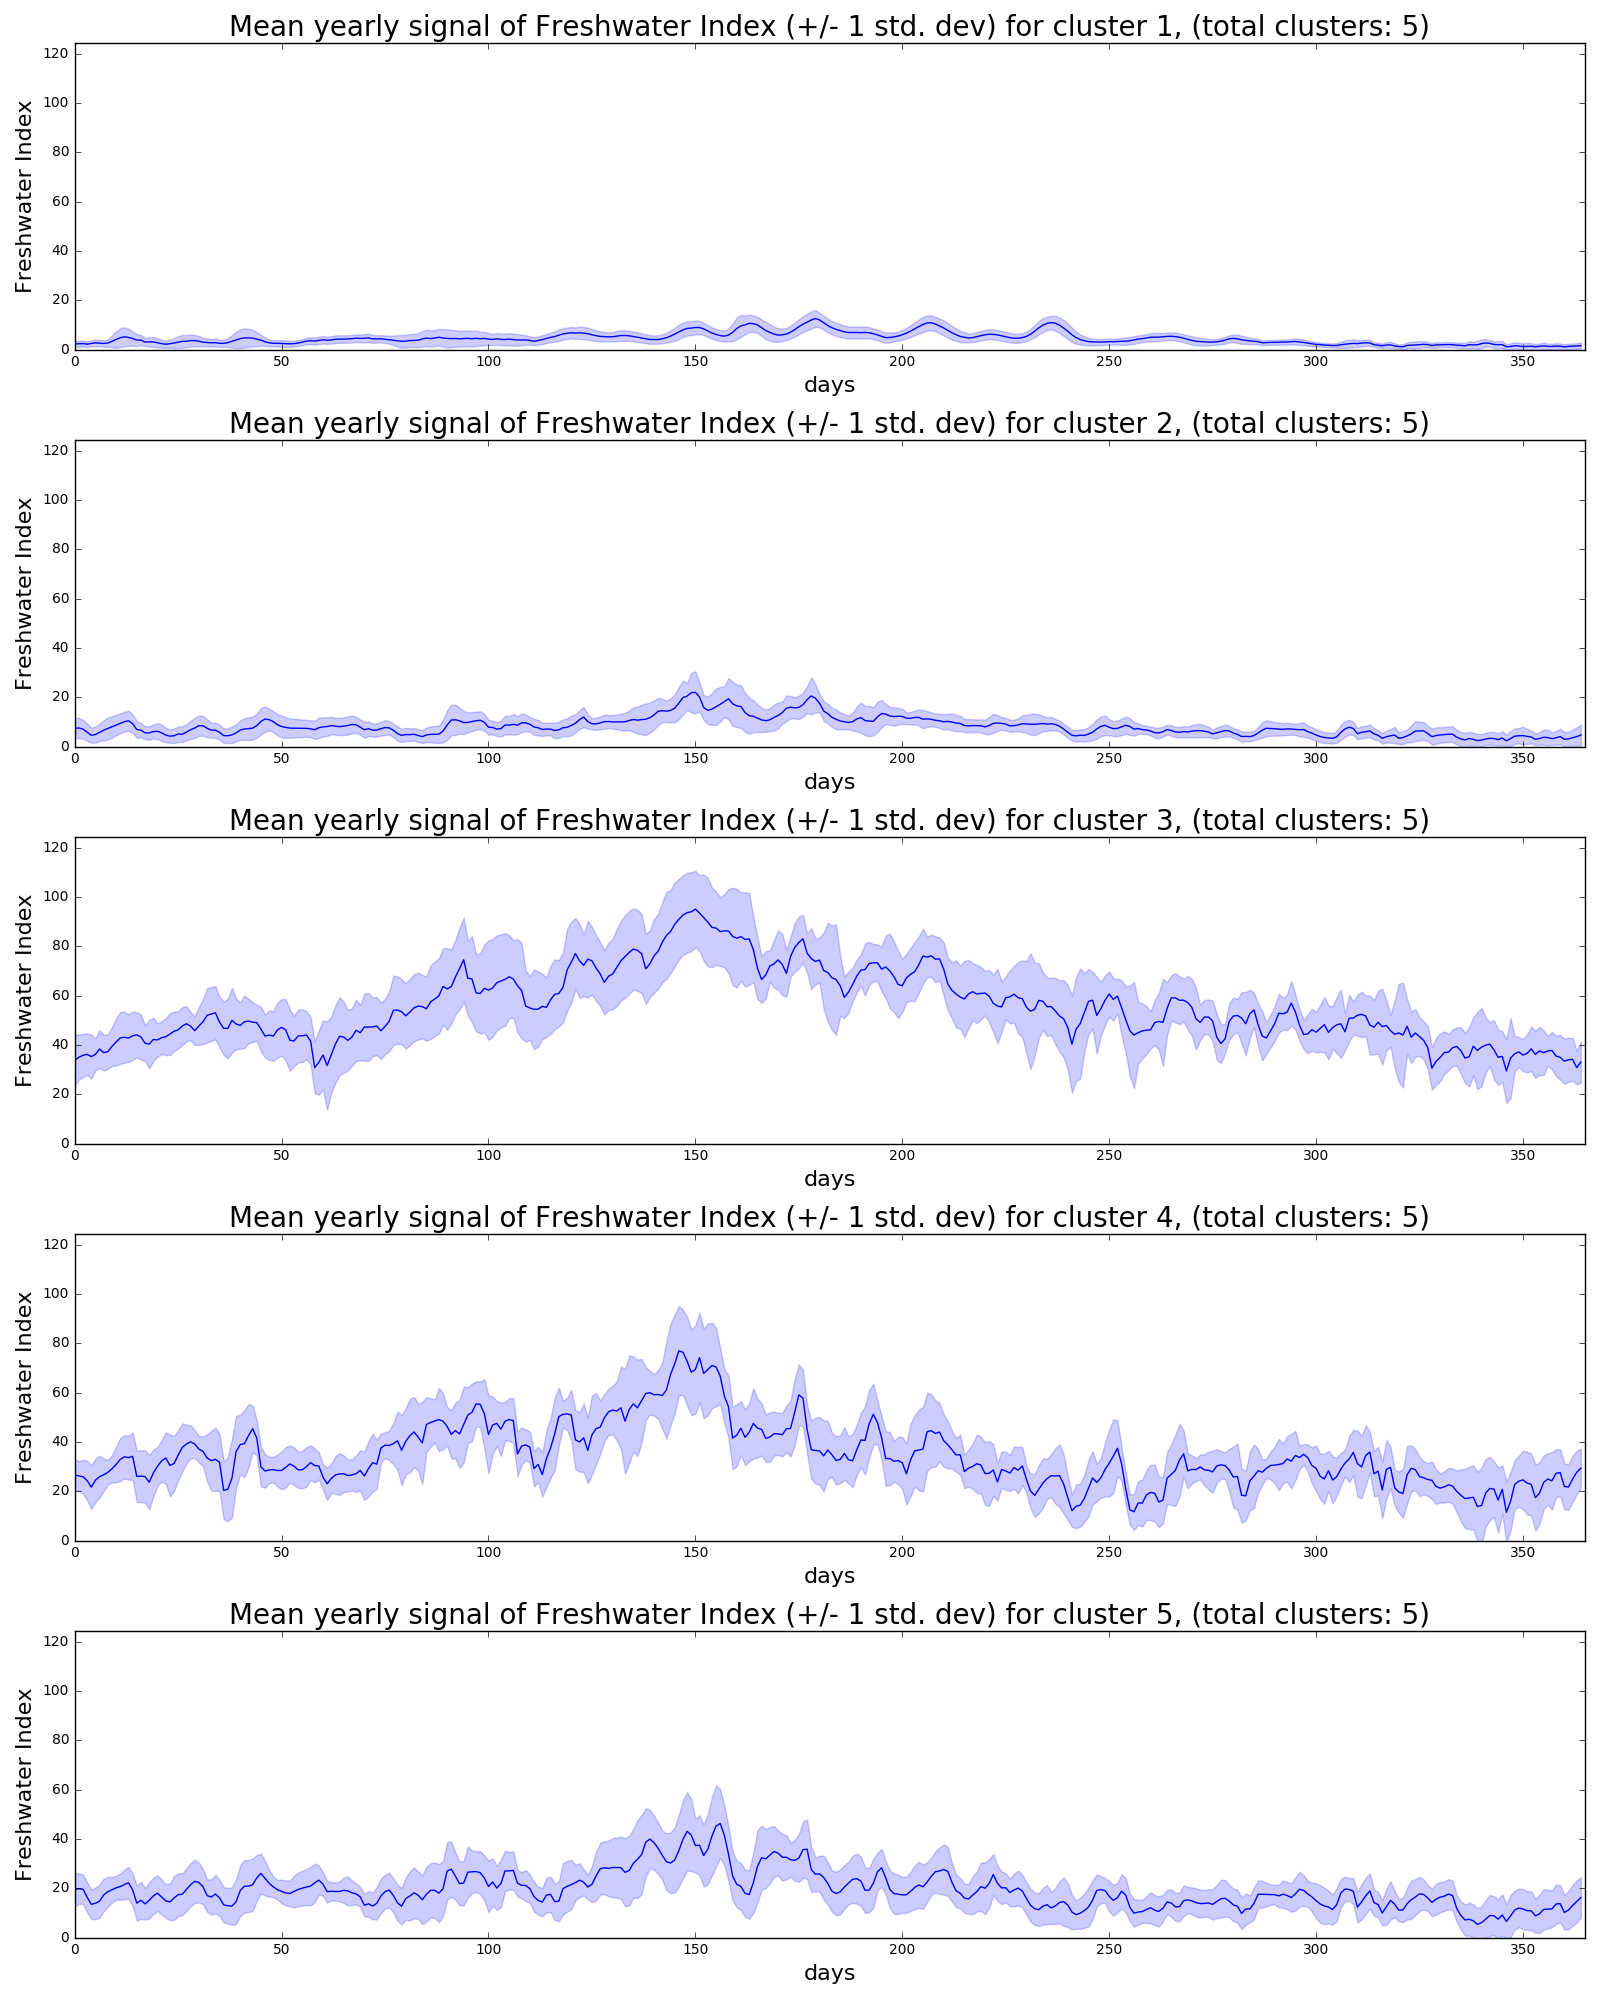 Mean yearly signal of Freshwater Index (+/- 1 std. dev) for cluster 1, (total clusters: 5)
120
100
80
60
40
20
0
Freshwater Index
0 50 100 150 200 250 300 350
days
Mean yearly signal of Freshwater Index (+/- 1 std. dev) for cluster 2, (total clusters: 5)
120
100
80
60
40
20
0
Freshwater Index
0 50 100 150 200 250 300 350
days
Mean yearly signal of Freshwater Index (+/- 1 std. dev) for cluster 3, (total clusters: 5)
120
100
80
60
40
20
0
Freshwater Index
0 50 100 150 200 250 300 350
days
Mean yearly signal of Freshwater Index (+/- 1 std. dev) for cluster 4, (total clusters: 5)
120
100
80
60
40
20
0
Freshwater Index
0 50 100 150 200 250 300 350
days
Mean yearly signal of Freshwater Index (+/- 1 std. dev) for cluster 5, (total clusters: 5)
120
100
80
60
40
20
0
Freshwater Index
0 50 100 150 200 250 300 350
days